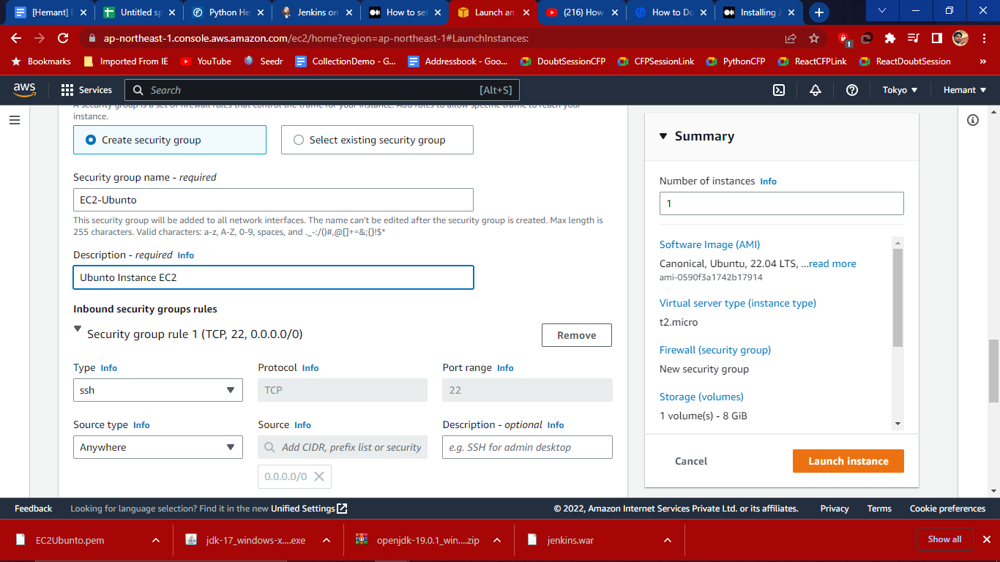 [Hemant] I
Untitled sp
Python He
Jenkins on
How to set
Launch an
(216) How
How to Do
Installing J
ap-northeast-1.console.aws.amazon.com/ec2/home?region=ap-northeast-1#LaunchInstances:
1
Bookmarks
Imported From IE
YouTube
Seedr
CollectionDemo - G...
Addressbook - Goo...
DoubtSessionCFP
CFPSessionLink
PythonCFP
ReactCFPLink
ReactDoubtSession
»
aws
Services
Search
[Alt+S]
Tokyo
Hemant
A security group is a set of firewall rules that control the traffic for your instance. Add rules to allow specific traffic to reach your
instance.
Create security group
Select existing security group
Security group name - required
EC2-Ubunto
This security group will be added to all network interfaces. The name can't be edited after the security group is created. Max length is
255 characters. Valid characters: a-z, A-Z, 0-9, spaces, and ._-:/()#,@[]+=&;{}!$*
Description - required Info
Ubunto Instance EC2
Inbound security groups rules
Security group rule 1 (TCP, 22, 0.0.0.0/0)
Remove
Type Info
Protocol Info
Port range Info
ssh
TCP
22
Source type Info
Source Info
Description - optional Info
Anywhere
Add CIDR, prefix list or security
e.g. SSH for admin desktop
0.0.0.0/0
Summary
Number of instances Info
1
Software Image (AMI)
Canonical, Ubuntu, 22.04 LTS, ...read more
ami-0590f3a1742b17914
Virtual server type (instance type)
t2.micro
Firewall (security group)
New security group
Storage (volumes)
1 volume(s) - 8 GiB
Cancel
Launch instance
Feedback
Looking for language selection? Find it in the new Unified Settings
© 2022, Amazon Internet Services Private Ltd. or its affiliates.
Privacy
Terms
Cookie preferences
EC2Ubunto.pem
jdk-17_windows-x....exe
openjdk-19.0.1_win....zip
jenkins.war
Show all